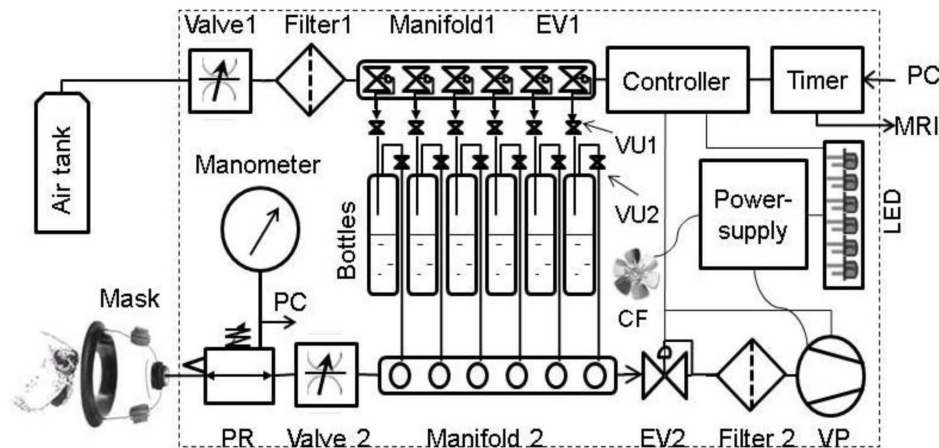 Valve1 Filter1 Manifold1 EV1
Controller
Timer
PC
MRI
Air tank
VU1
Manometer
VU2
Bottles
Power-
supply
LED
Mask
PC
CF
PR Valve 2 Manifold 2 EV2 Filter 2 VP